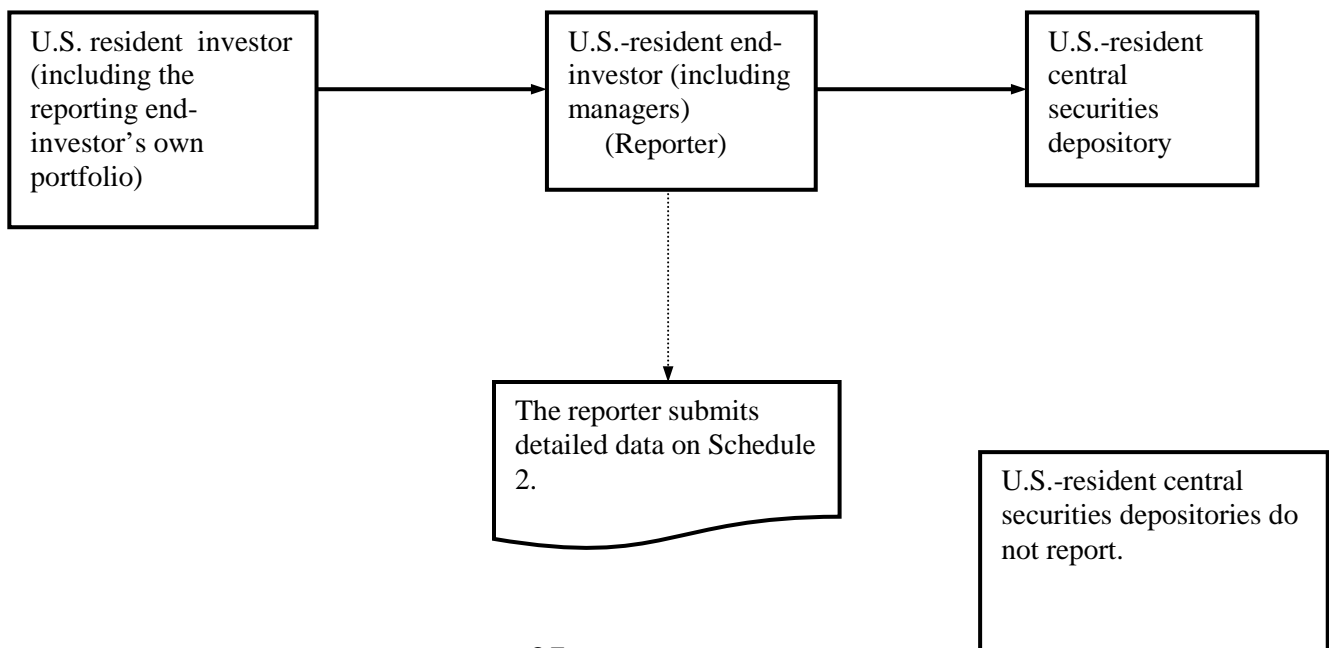 U.S. resident investor
(including the
reporting end-
investor’s own
portfolio)
U.S.-resident end-
investor (including
managers)
(Reporter)
U.S.-resident
central
securities
depository
The reporter submits
detailed data on Schedule
2.
U.S.-resident central
securities depositories do
not report.